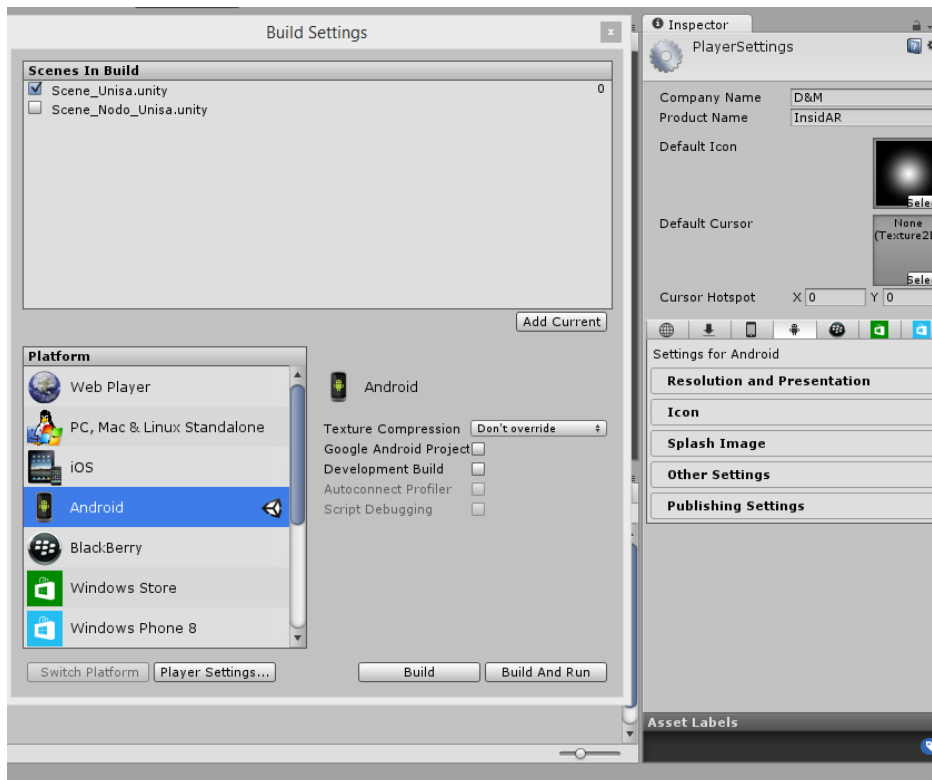 Build Settings
x
Scenes In Build
Scene_Unisa.unity 0
Scene_Nodo_Unisa.unity
Add Current
Platform
Web Player
PC, Mac & Linux Standalone
iOS
Android
BlackBerry
Windows Store
Windows Phone 8
Android
Texture Compression Don't override
Google Android Project
Development Build
Autoconnect Profiler
Script Debugging
Switch Platform Player Settings... Build Build And Run
Inspector
PlayerSettings
Company Name D&M
Product Name InsidAR
Default Icon
Sele
Default Cursor
None
(Texture2
Sele
Cursor Hotspot X 0 Y 0
Settings for Android
Resolution and Presentation
Icon
Splash Image
Other Settings
Publishing Settings
Asset Labels